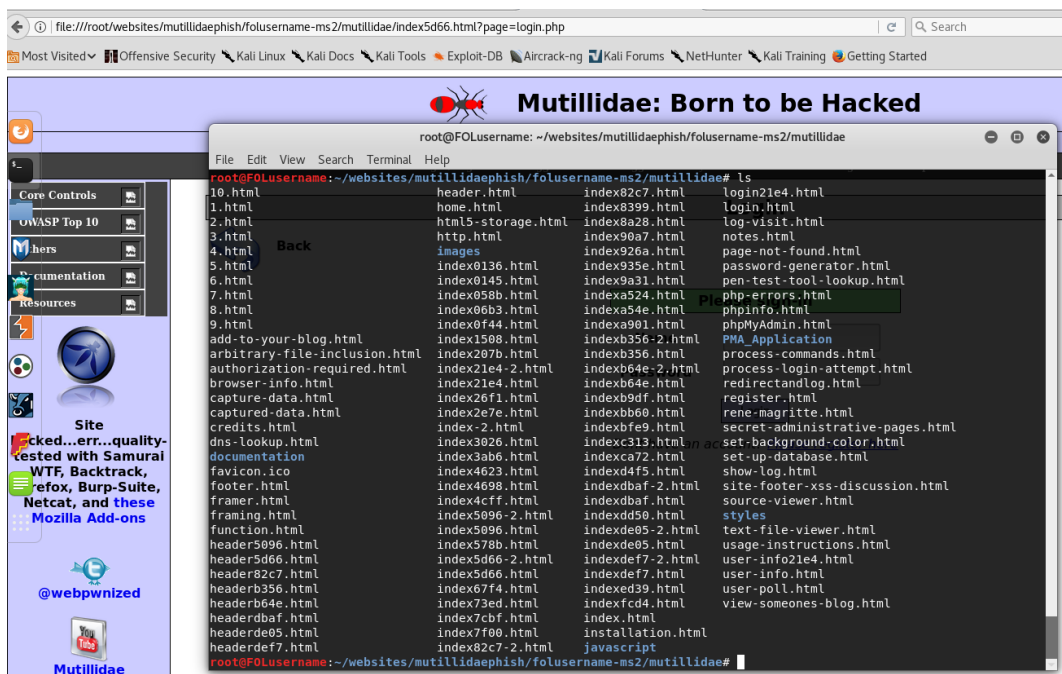 file:///root/websites/mutillidaephish/folusername-ms2/mutillidae/index5d66.html?page=login.php
Search
Most Visited Offensive Security Kali Linux Kali Docs Kali Tools Exploit-DB Aircrack-ng Kali Forums NetHunter Kali Training Getting Started
Mutillidae: Born to be Hacked
root@FOLusername: ~/websites/mutillidaephish/folusername-ms2/mutillidae
File Edit View Search Terminal Help
root@FOLusername:~/websites/mutillidaephish/folusername-ms2/mutillidae# ls
10.html header.html index82c7.html login21e4.html
1.html home.html index8399.html login.html
2.html html5-storage.html index8a28.html log-visit.html
3.html http.html index90a7.html notes.html
4.html images index926a.html page-not-found.html
5.html index0136.html index935e.html password-generator.html
6.html index0145.html index9a31.html pen-test-tool-lookup.html
7.html index058b.html indexa524.html php-errors.html
8.html index06b3.html indexa54e.html phpinfo.html
9.html index0f44.html indexa901.html phpMyAdmin.html
add-to-your-blog.html index1508.html indexb356-2.html PMA_Application
arbitrary-file-inclusion.html index207b.html indexb356.html process-commands.html
authorization-required.html index21e4-2.html indexb64e-2.html process-login-attempt.html
browser-info.html index21e4.html indexb64e.html redirectandlog.html
capture-data.html index26f1.html indexb9df.html register.html
captured-data.html index2e7e.html indexbb60.html rene-magritte.html
credits.html index-2.html indexbfe9.html secret-administrative-pages.html
dns-lookup.html index3026.html indexc313.html set-background-color.html
documentation index3ab6.html indexca72.html set-up-database.html
favicon.ico index4623.html indexd4f5.html show-log.html
footer.html index4698.html indexdbaf-2.html site-footer-xss-discussion.html
framer.html index4cff.html indexdbaf.html source-viewer.html
framing.html index5096-2.html indexdd50.html styles
function.html index5096.html indexde05-2.html text-file-viewer.html
header5096.html index578b.html indexde05.html usage-instructions.html
header5d66.html index5d66-2.html indexdef7-2.html user-info21e4.html
header82c7.html index5d66.html indexdef7.html user-info.html
headerb356.html index67f4.html indexed39.html user-poll.html
headerb64e.html index73ed.html indexfcd4.html view-someones-blog.html
headerdbaf.html index7cbf.html index.html
headerde05.html index7f00.html installation.html
headerdef7.html index82c7-2.html javascript
root@FOLusername:~/websites/mutillidaephish/folusername-ms2/mutillidae#
Back
Core Controls
OWASP Top 10
Documentation
Resources
Site
quality-
tested with Samurai
WTF, Backtrack,
Burp-Suite,
Netcat, and these
Mozilla Add-ons
@webpwnized
You
Tube
Mutillidae